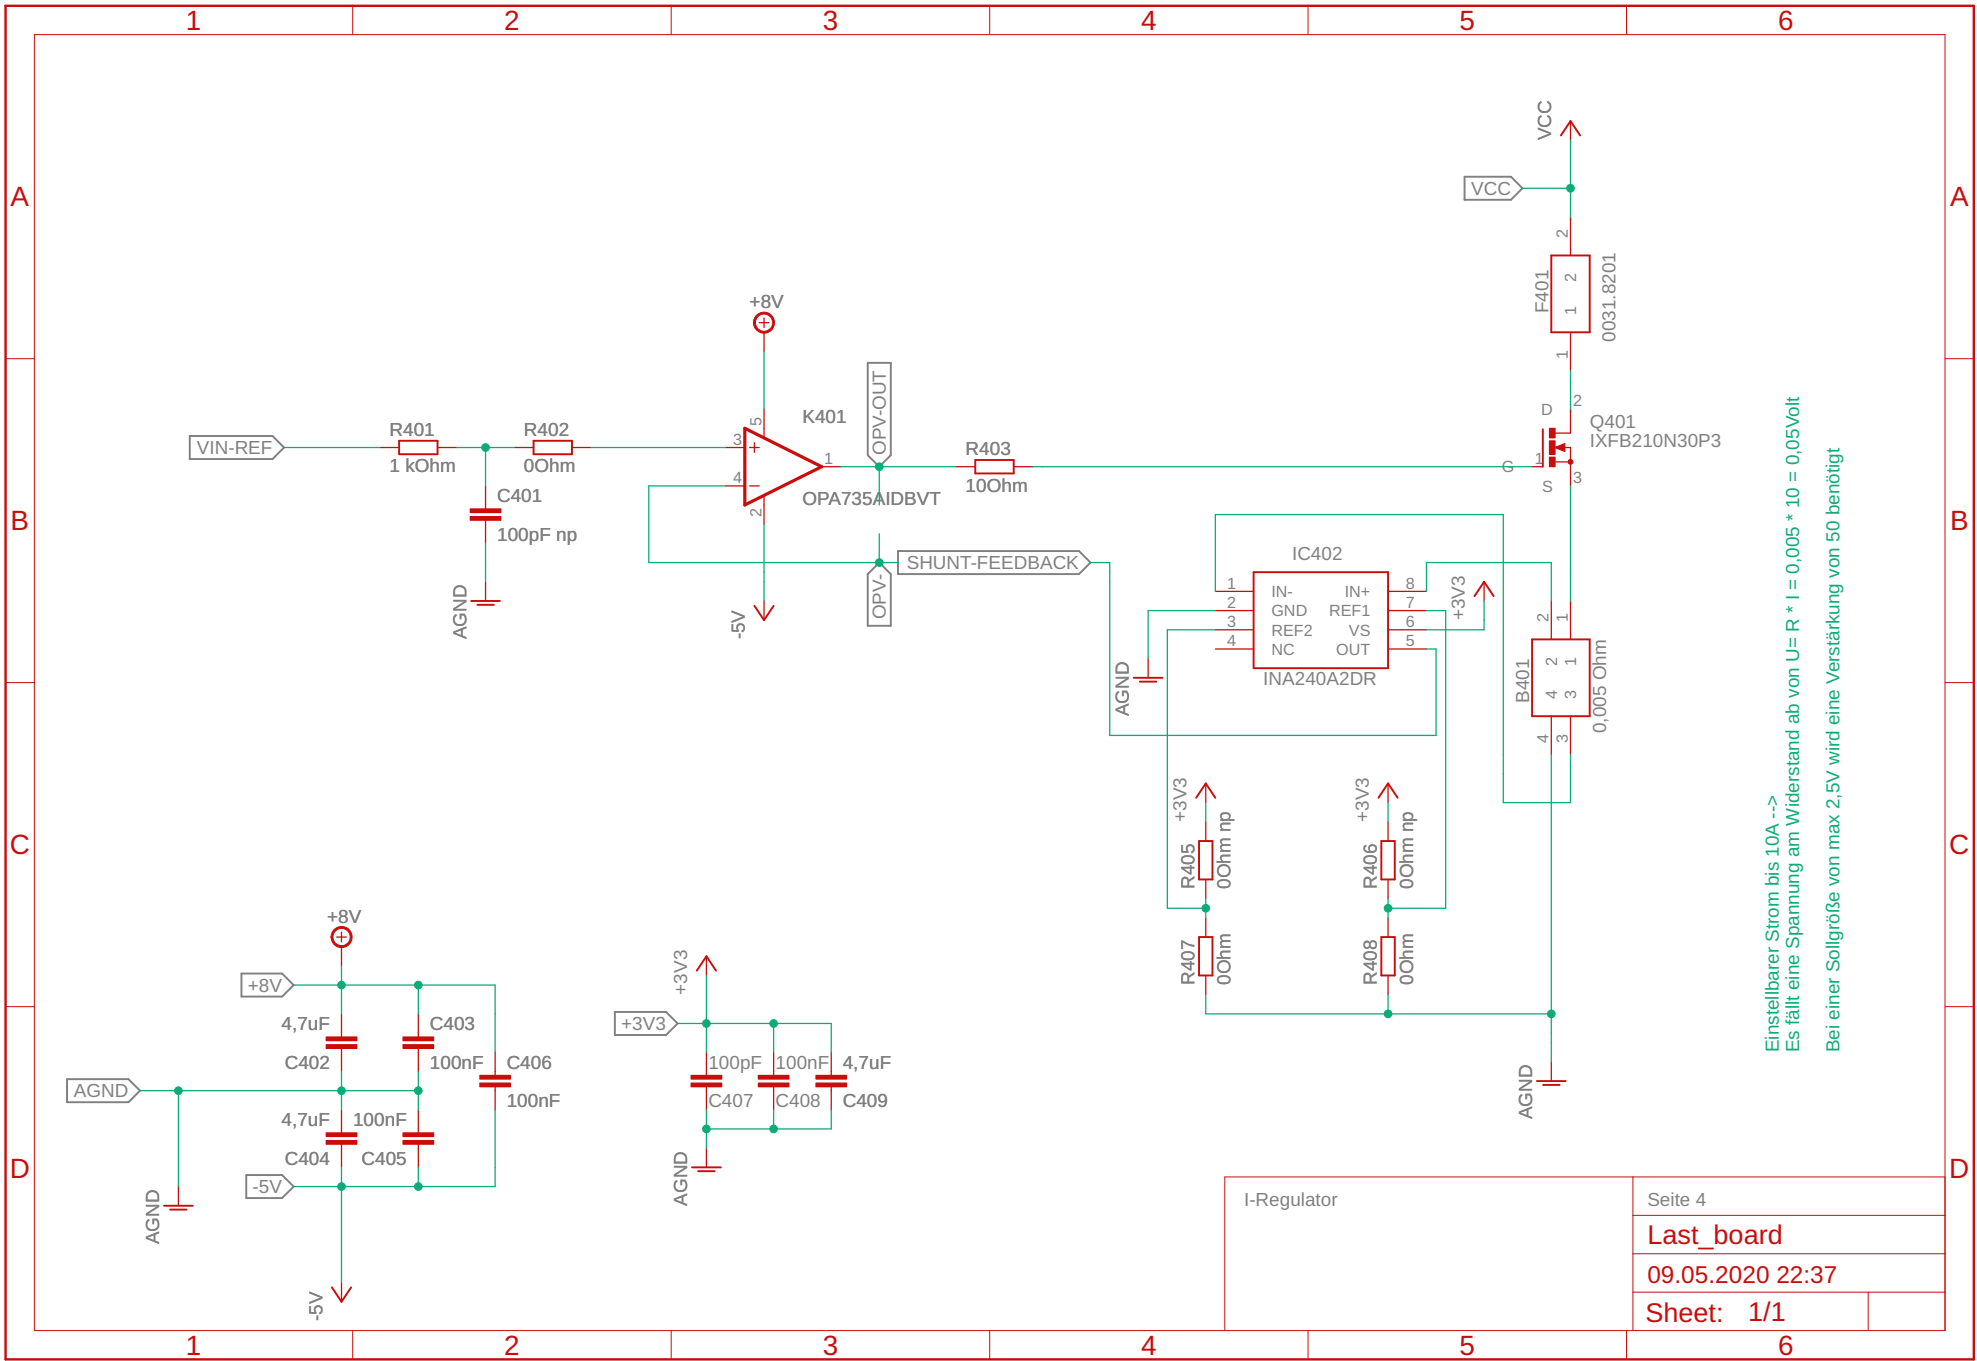 1 2 3 4 5 6
A A
B B
C C
D D
VCC
VCC
2
F401
2
1
0031.8201
1
D 2
Q401
IXFB210N30P3
G 1
S 3
VIN-REF
R401
1 kOhm
R402
0Ohm
C401
100pF np
AGND
+8V
5
3
4
1
2
K401
OPA735AIDBVT
-5V
OPV-OUT
OPV-
R403
10Ohm
SHUNT-FEEDBACK
IC402
1 IN- IN+ 8
2 GND REF1 7
3 REF2 VS 6
4 NC OUT 5
INA240A2DR
+3V3
AGND
2 1
B401
2 1
4 3
0,005 Ohm
4 3
+3V3
R405
0Ohm np
+3V3
R406
0Ohm np
R407
0Ohm
R408
0Ohm
AGND
Einstellbarer Strom bis 10A -->
Es fällt eine Spannung am Widerstand ab von U= R * I = 0,005 * 10 = 0,05Volt
Bei einer Sollgröße von max 2,5V wird eine Verstärkung von 50 benötigt
+8V
+8V
4,7uF
C402
C403
100nF
C406
100nF
AGND
4,7uF
C404
100nF
C405
-5V
AGND
-5V
+3V3
+3V3
100pF
C407
100nF
C408
4,7uF
C409
AGND
I-Regulator
Seite 4
Last_board
09.05.2020 22:37
Sheet: 1/1
1 2 3 4 5 6